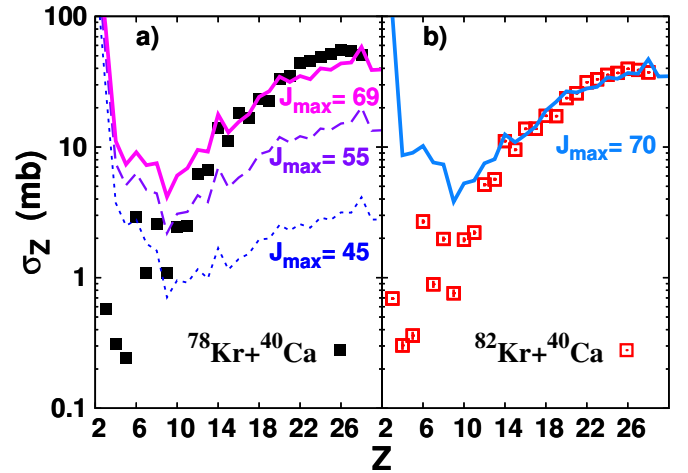 100
10
1
0.1
σZ (mb)
a)
Jmax= 69
Jmax= 55
Jmax= 45
78Kr+40Ca
b)
Jmax= 70
82Kr+40Ca
2 6 10 14 18 22 26 2 6 10 14 18 22 26
Z